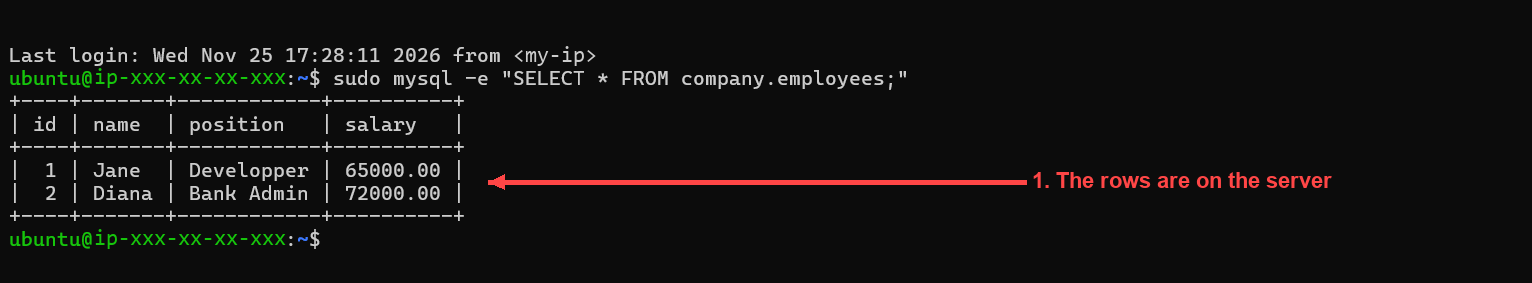 Last login: Wed Nov 25 17:28:11 2026 from <my-ip>
ubuntu@ip-xxx-xx-xx-xxx:~$ sudo mysql -e "SELECT * FROM company.employees;"
+----+-------+------------+----------+
| id | name  | position   | salary   |
+----+-------+------------+----------+
|  1 | Jane  | Developper | 65000.00 |
|  2 | Diana | Bank Admin | 72000.00 |
+----+-------+------------+----------+
1. The rows are on the server
ubuntu@ip-xxx-xx-xx-xxx:~$